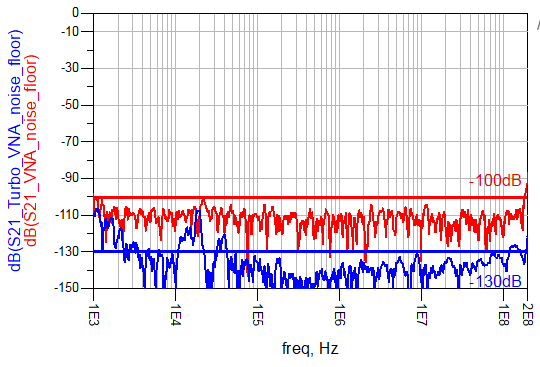 dB(S21_Turbo_VNA_noise_floor)
dB(S21_VNA_noise_floor)
0
-10
-30
-50
-70
-90
-110
-130
-150
-100dB
-130dB
1E3
1E4
1E5
1E6
1E7
1E8
2E8
freq, Hz